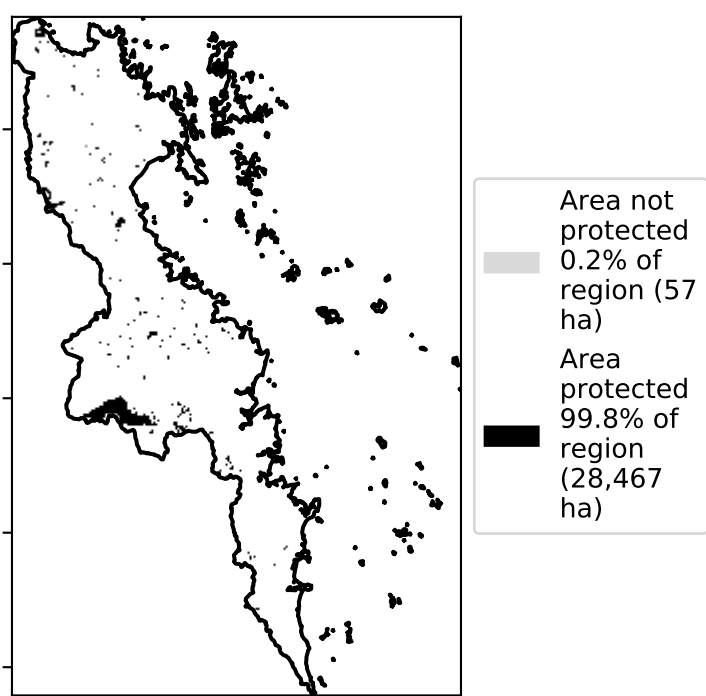 Area not
protected
0.2% of
region (57
ha)
Area
protected
99.8% of
region
(28,467
ha)